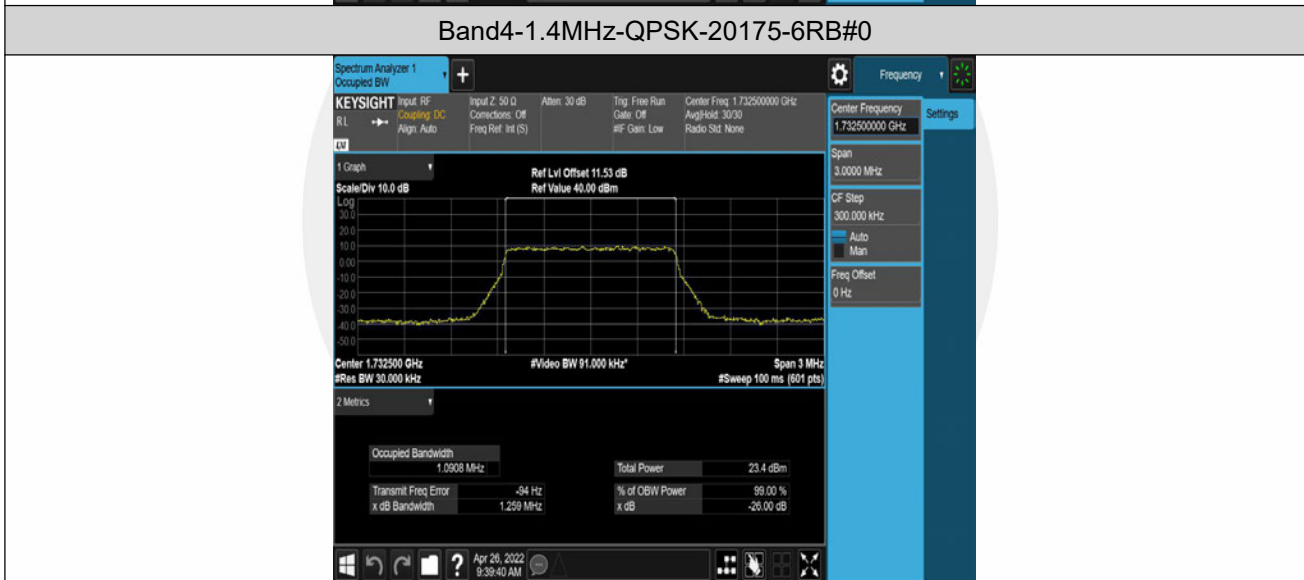 Band4-1.4MHz-QPSK-20175-6RB#0
Spectrum Analyzer 1
Occupied BW
+
Frequency
KEYSIGHT
RL
Input: RF
Coupling: DC
Align: Auto
Input Z: 50 Ω
Corrections: Off
Freq Ref: Int (S)
Atten: 30 dB
Trig: Free Run
Gate: Off
#IF Gain: Low
Center Freq: 1.732500000 GHz
Avg|Hold: 30/30
Radio Std: None
Center Frequency
1.732500000 GHz
Settings
Span
3.0000 MHz
CF Step
300.000 kHz
Auto
Man
Freq Offset
0 Hz
1 Graph
Ref Lvl Offset 11.53 dB
Scale/Div 10.0 dB
Ref Value 40.00 dBm
Log
30.0
20.0
10.0
0.00
-10.0
-20.0
-30.0
-40.0
-50.0
Center 1.732500 GHz
#Video BW 91.000 kHz*
Span 3 MHz
#Res BW 30.000 kHz
#Sweep 100 ms (601 pts)
2 Metrics
Occupied Bandwidth
1.0908 MHz
Total Power 23.4 dBm
Transmit Freq Error -94 Hz
% of OBW Power 99.00 %
x dB Bandwidth 1.259 MHz
x dB -26.00 dB
?
Apr 26, 2022
9:39:40 AM